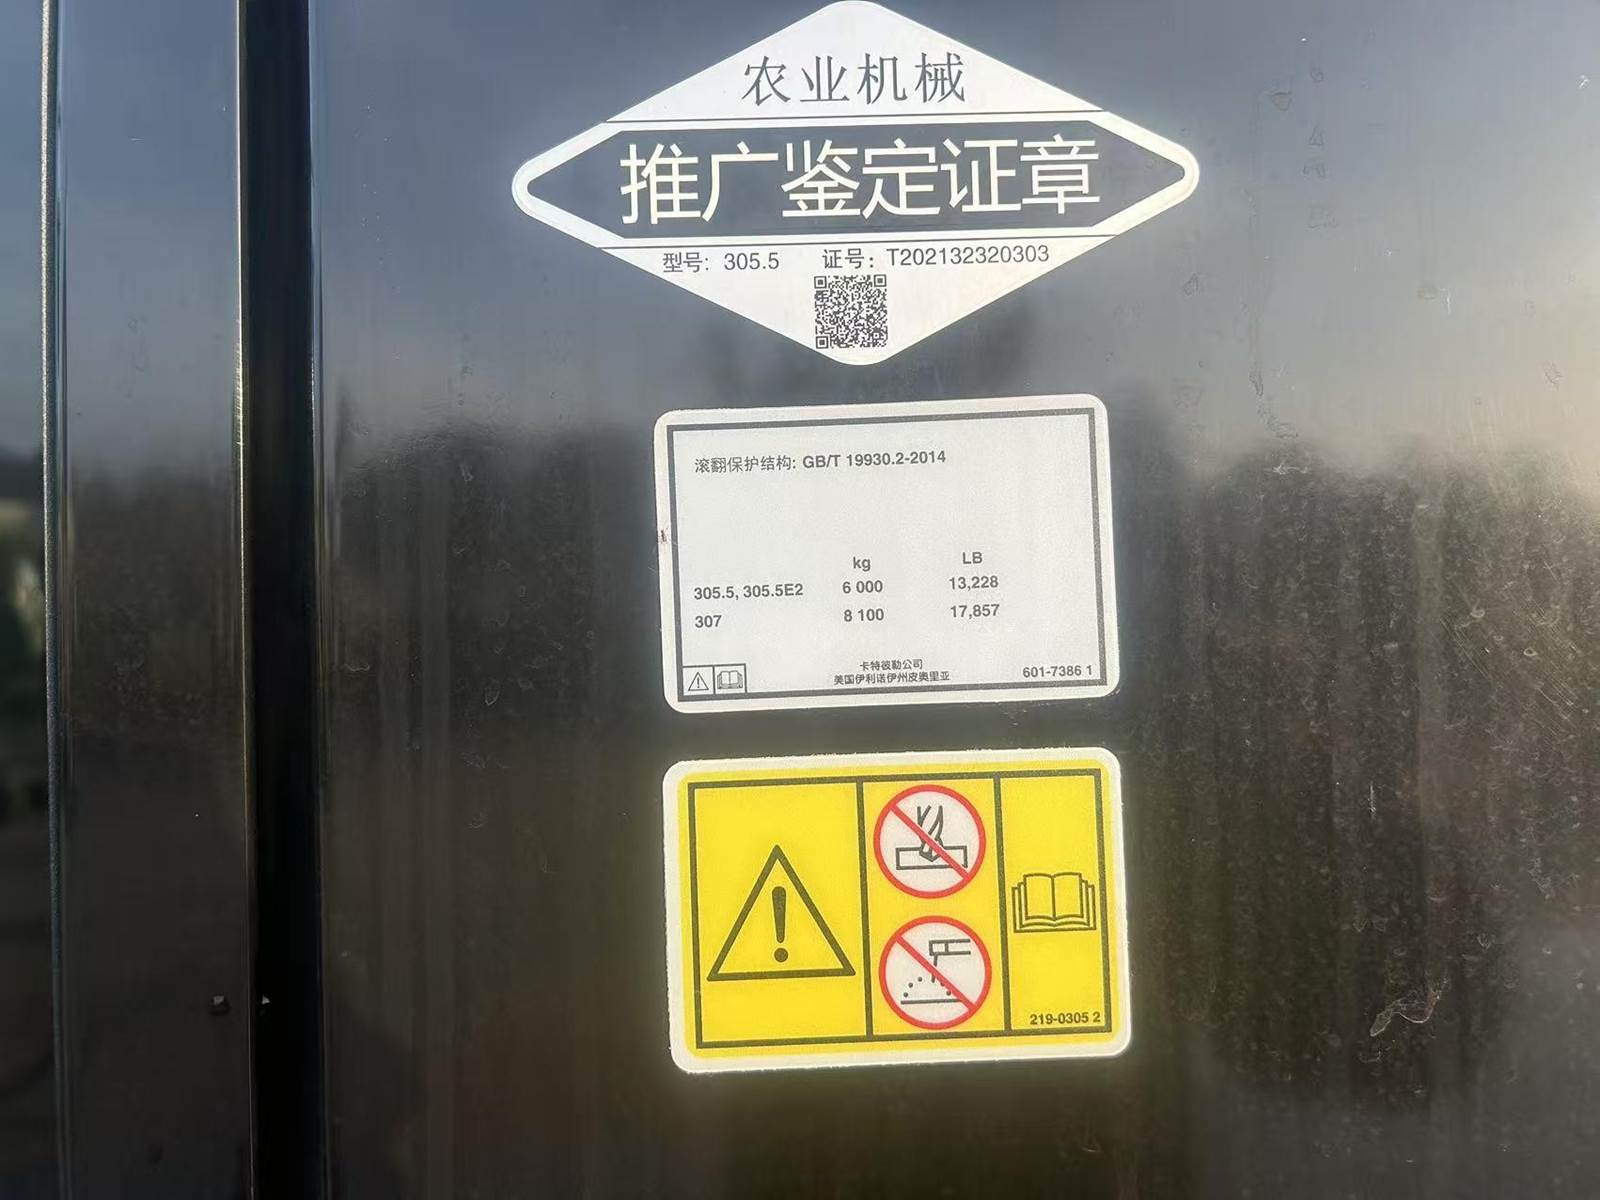 农业机械
推广鉴定证章
型号: 305.5 证号: T202132320303
滚翻保护结构: GB/T 19930.2-2014
kg LB
305.5, 305.5E2 6 000 13,228
307 8 100 17,857
卡特彼勒公司
美国伊利诺伊州皮奥里亚
601-7386 1
219-0305 2